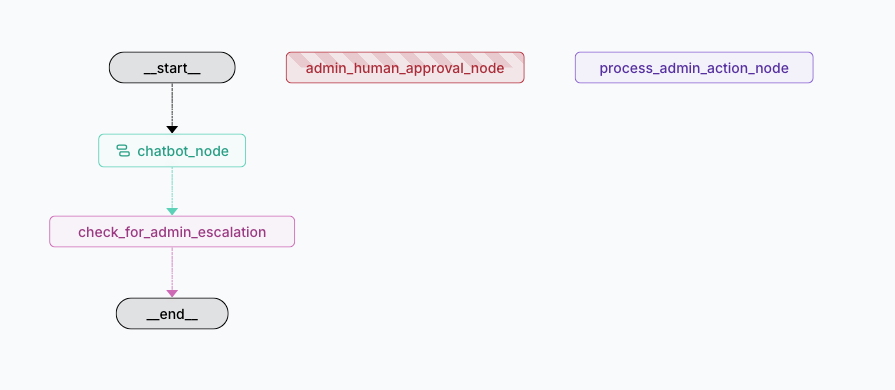 __start__
admin_human_approval_node
process_admin_action_node
chatbot_node
check_for_admin_escalation
__end__